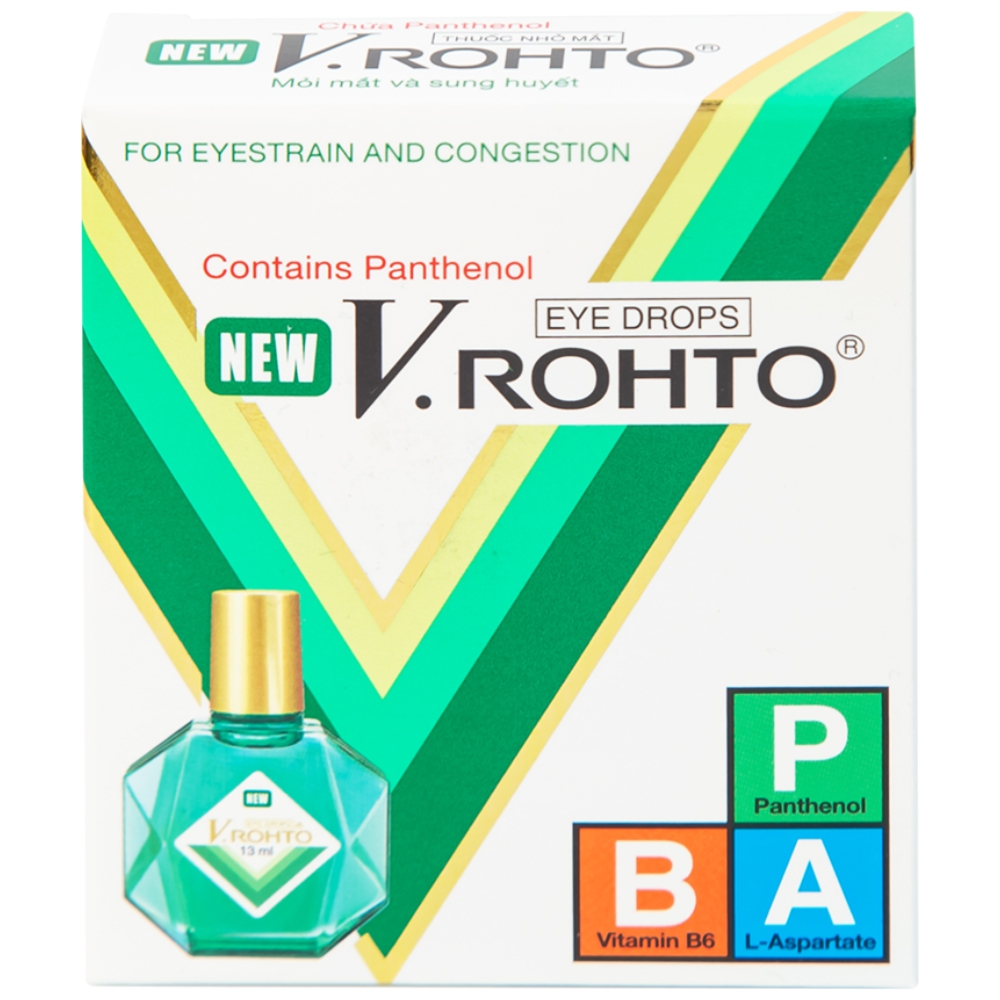 Chứa Panthenol
THUỐC NHỎ MẮT
NEW V.ROHTO®
Mỏi mắt và sung huyết
FOR EYESTRAIN AND CONGESTION
Contains Panthenol
EYE DROPS
NEW V.ROHTO®
NEW
V.ROHTO
13 ml
P
Panthenol
B
Vitamin B6
A
L-Aspartate